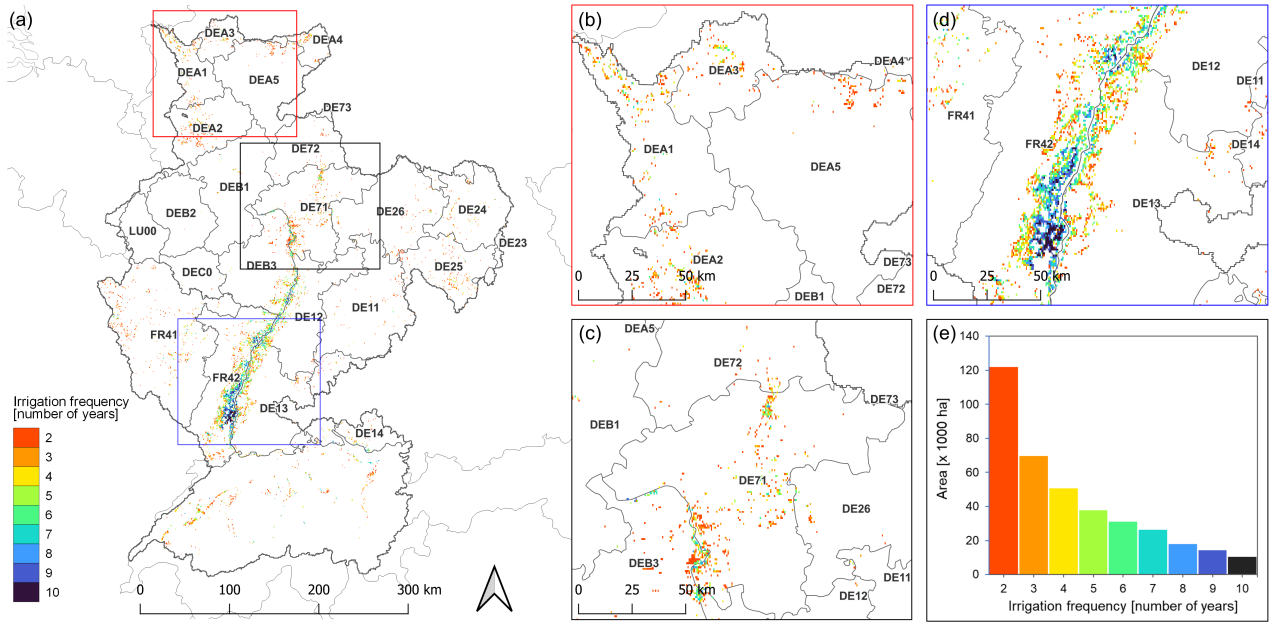 (a)
DEA3
DEA4
DEA1
DEA5
DE73
DEA2
DE72
DEB1
DE71
DE26
DE24
DEB2
LU00
DE23
DEC0
DEB3
DE25
DE11
DE12
FR41
FR42
DE13
DE14
Irrigation frequency
[number of years]
2
3
4
5
6
7
8
9
10
0 100 200 300 km
(b)
DEA4
DEA3
DEA1
DEA5
DEA2
DE73
DE72
DEB1
0 25 50 km
(c)
DEA5
DE72
DE73
DEB1
DE71
DE26
DEB3
DE11
DE12
0 25 50 km
(d)
DE12
DE11
FR41
FR42
DE14
DE13
0 25 50 km
(e)
140
120
100
80
60
40
20
0
Area [x 1000 ha]
2 3 4 5 6 7 8 9 10
Irrigation frequency [number of years]